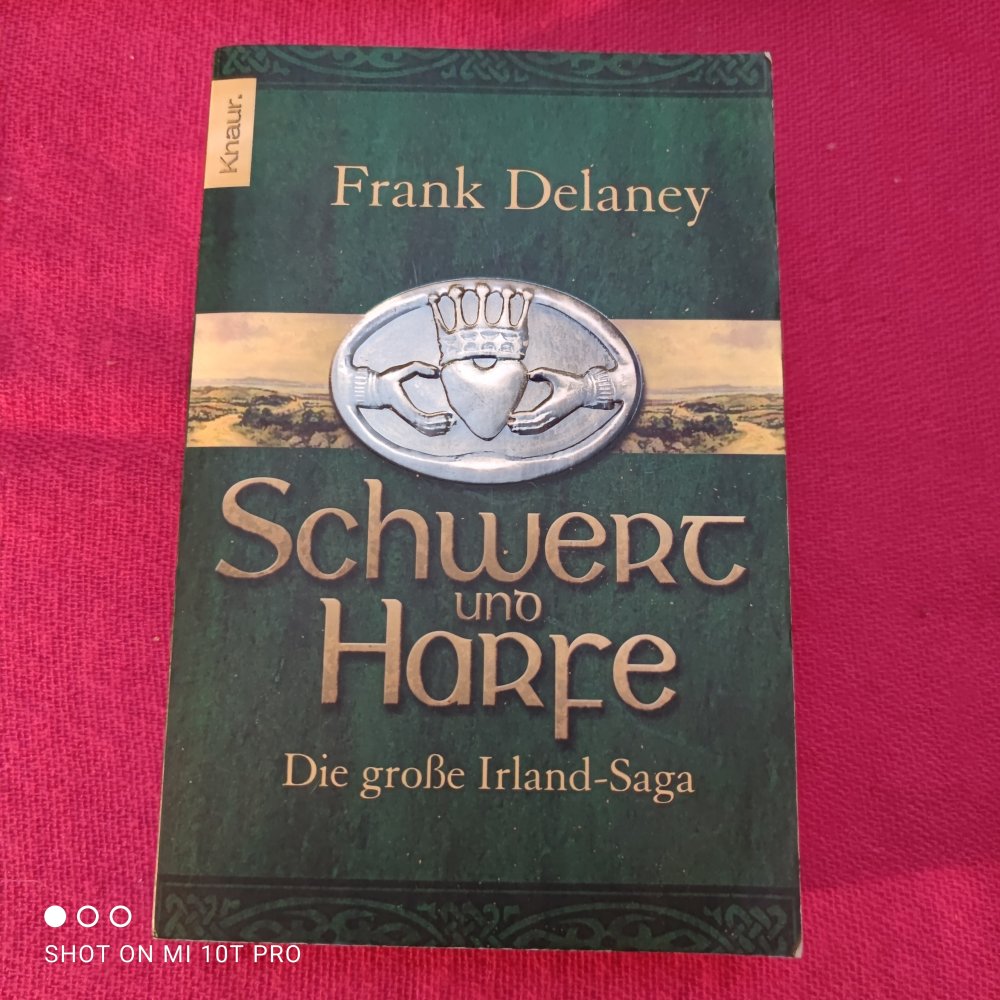 Knaur.
Frank Delaney
Schwert
und
Harfe
Die große Irland-Saga
SHOT ON MI 10T PRO